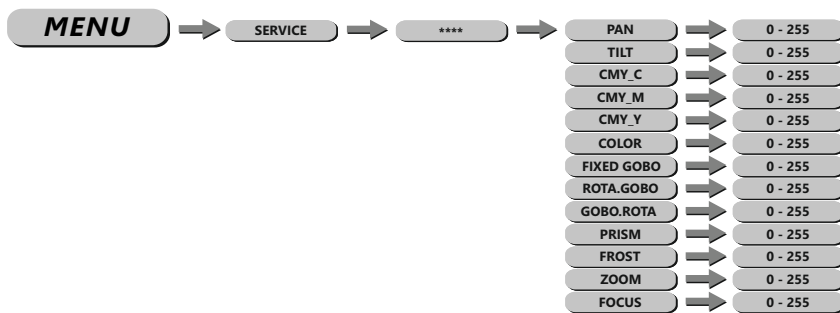 MENU SERVICE **** PAN 0 - 255
TILT 0 - 255
CMY_C 0 - 255
CMY_M 0 - 255
CMY_Y 0 - 255
COLOR 0 - 255
FIXED GOBO 0 - 255
ROTA.GOBO 0 - 255
GOBO.ROTA 0 - 255
PRISM 0 - 255
FROST 0 - 255
ZOOM 0 - 255
FOCUS 0 - 255